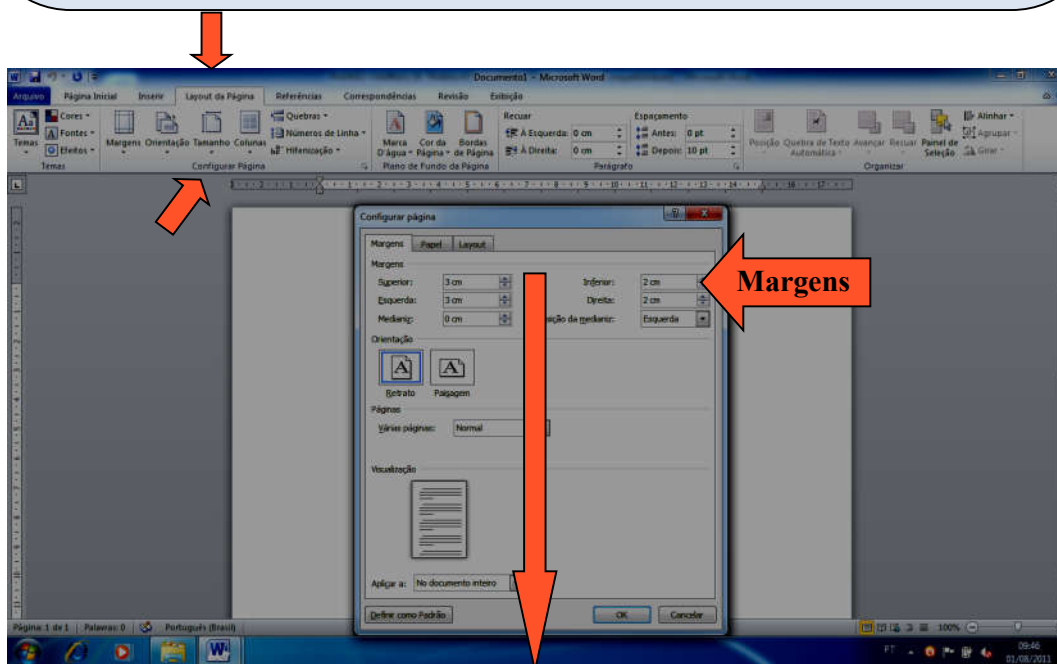 Documento1 - Microsoft Word
Arquivo Página Inicial Inserir Layout da Página Referências Correspondências Revisão Exibição
Temas Cores Fontes Efeitos
Margens Orientação Tamanho Colunas
Quebras
Números de Linha
Hifenização
Marca D'água Cor da Página Bordas de Página
Recuar
À Esquerda: 0 cm
À Direita: 0 cm
Espaçamento
Antes: 0 pt
Depois: 10 pt
Posição Quebra de Texto Automática Avançar Recuar Painel de Seleção
Alinhar
Agrupar
Girar
Temas Configurar Página Plano de Fundo da Página Parágrafo Organizar
Configurar página
Margens Papel Layout
Margens
Superior: 3 cm Inferior: 2 cm
Esquerda: 3 cm Direita: 2 cm
Medianiz: 0 cm da medianiz: Esquerda
Margens
Orientação
Retrato Paisagem
Páginas
Várias páginas: Normal
Visualização
Aplicar a: No documento inteiro
Define como Padrão OK Cancelar
Página: 1 de 1 Palavras: 0 Português (Brasil) 100%
PT 09:46
01/08/2011